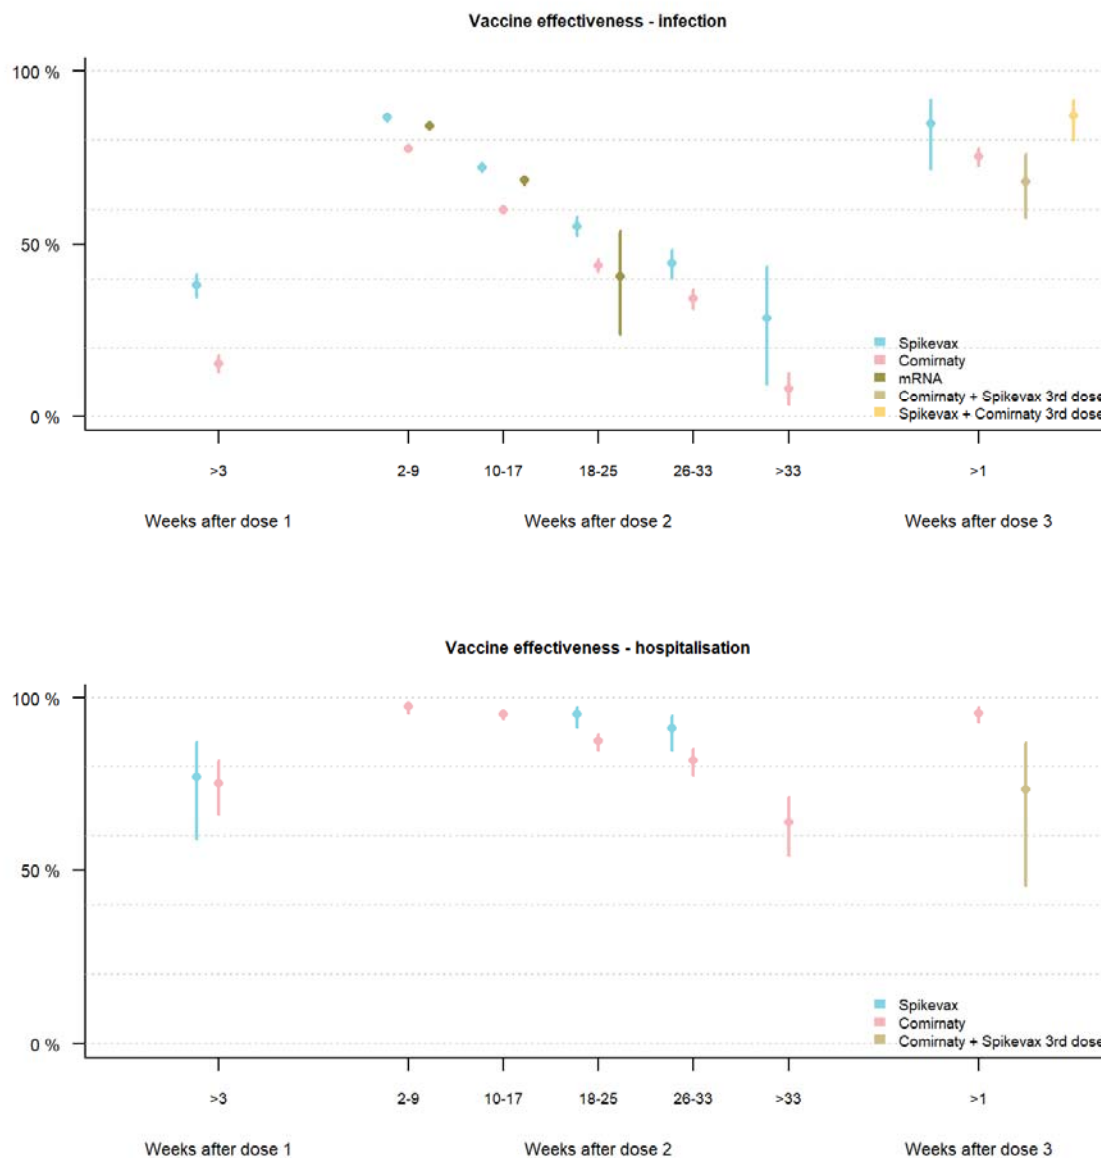 Vaccine effectiveness - infection
100 %
50 %
0 %
Spikevax
Comirnaty
mRNA
Comirnaty + Spikevax 3rd dose
Spikevax + Comirnaty 3rd dose
>3 2-9 10-17 18-25 26-33 >33 >1
Weeks after dose 1 Weeks after dose 2 Weeks after dose 3
Vaccine effectiveness - hospitalisation
100 %
50 %
0 %
Spikevax
Comirnaty
Comirnaty + Spikevax 3rd dose
>3 2-9 10-17 18-25 26-33 >33 >1
Weeks after dose 1 Weeks after dose 2 Weeks after dose 3